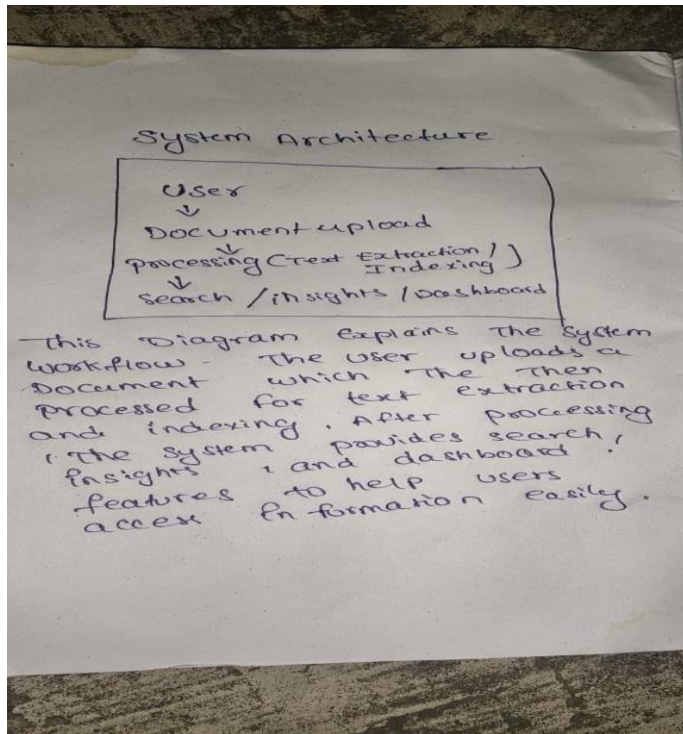 System Architecture
User
↓
Document upload
↓
processing (Text Extraction /
Indexing)
↓
Search / insights / Dashboard
This Diagram explains The System
workflow. The user uploads a
Document which The Then
processed for text extraction
and indexing. After proccessing
, The system pavides search,
insights , and dashboard ,
features to help users
access information easily.